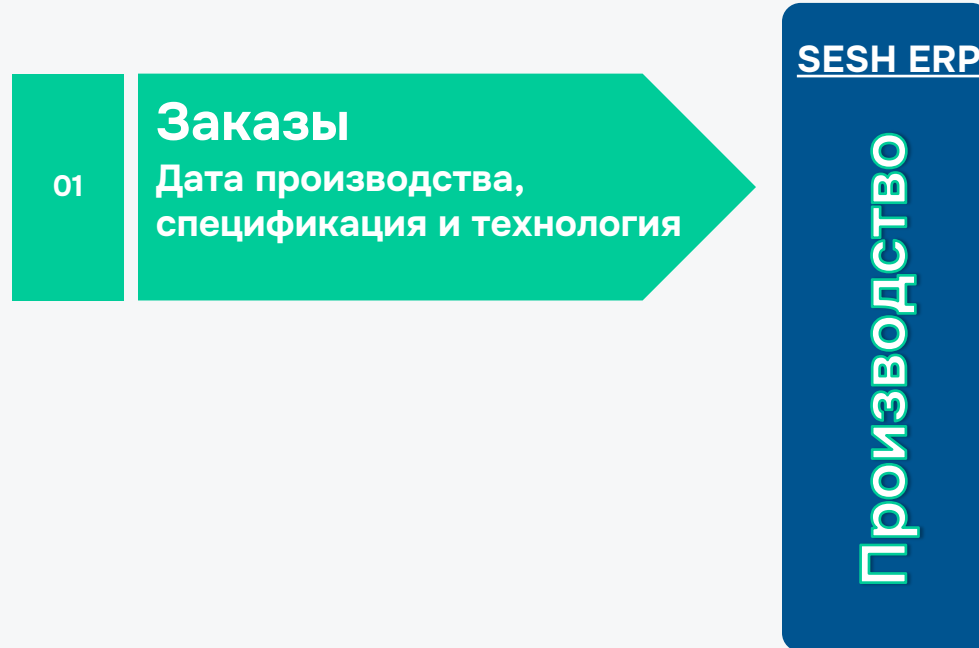 01
Заказы
Дата производства,
спецификация и технология
SESH ERP
Производство